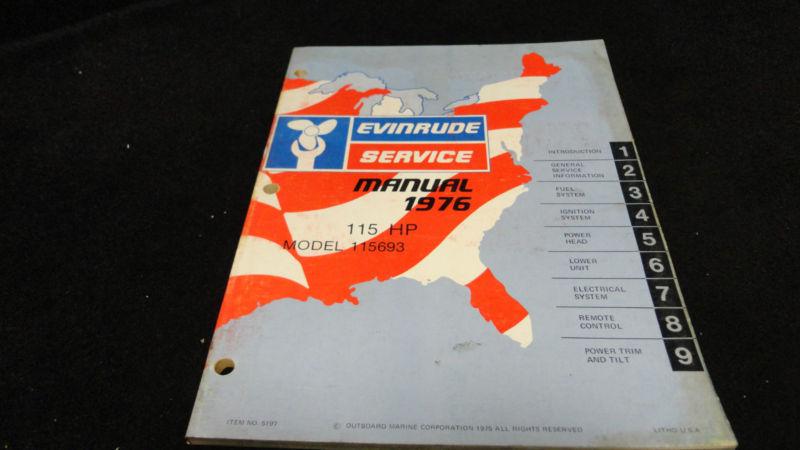 EVINRUDE
SERVICE
MANUAL
1976
115 HP
MODEL 115693
INTRODUCTION 1
GENERAL
SERVICE
INFORMATION 2
FUEL
SYSTEM 3
IGNITION
SYSTEM 4
POWER
HEAD 5
LOWER
UNIT 6
ELECTRICAL
SYSTEM 7
REMOTE
CONTROL 8
POWER TRIM
AND TILT 9
ITEM NO. 5197
© OUTBOARD MARINE CORPORATION 1975 ALL RIGHTS RESERVED
LITHO U.S.A.